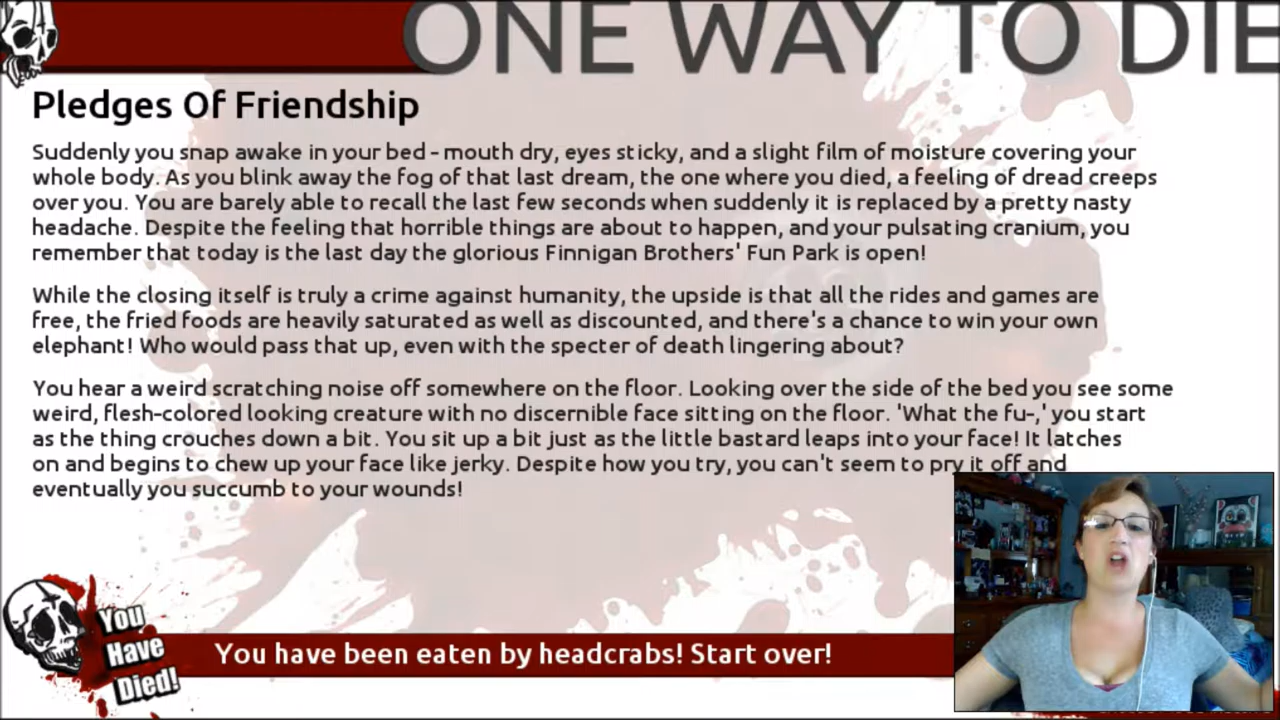 ONE WAY TO DIE
Pledges Of Friendship
Suddenly you snap awake in your bed - mouth dry, eyes sticky, and a slight film of moisture covering your
whole body. As you blink away the fog of that last dream, the one where you died, a feeling of dread creeps
over you. You are barely able to recall the last few seconds when suddenly it is replaced by a pretty nasty
headache. Despite the feeling that horrible things are about to happen, and your pulsating cranium, you
remember that today is the last day the glorious Finnigan Brothers' Fun Park is open!
While the closing itself is truly a crime against humanity, the upside is that all the rides and games are
free, the fried foods are heavily saturated as well as discounted, and there's a chance to win your own
elephant! Who would pass that up, even with the specter of death lingering about?
You hear a weird scratching noise off somewhere on the floor. Looking over the side of the bed you see some
weird, flesh-colored looking creature with no discernible face sitting on the floor. 'What the fu-,' you start
as the thing crouches down a bit. You sit up a bit just as the little bastard leaps into your face! It latches
on and begins to chew up your face like jerky. Despite how you try, you can't seem to pry it off and
eventually you succumb to your wounds!
You
Have
Died!
You have been eaten by headcrabs! Start over!